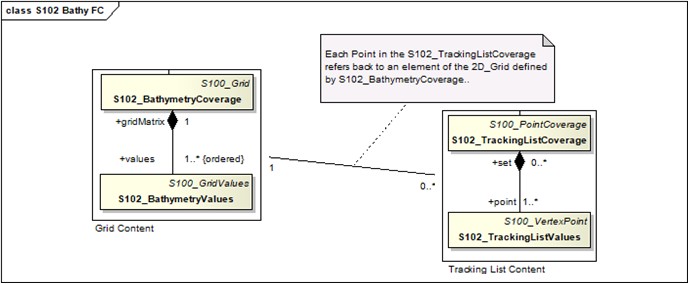 class S102 Bathy FC
Each Point in the S102_TrackingListCoverage
refers back to an element of the 2D_Grid defined
by S102_BathymetryCoverage..
S100_Grid
S102_BathymetryCoverage
+gridMatrix 1
+values 1..* {ordered}
S100_GridValues
S102_BathymetryValues
Grid Content
1
0..*
S100_PointCoverage
S102_TrackingListCoverage
+set 0..*
+point 1..*
S100_VertexPoint
S102_TrackingListValues
Tracking List Content